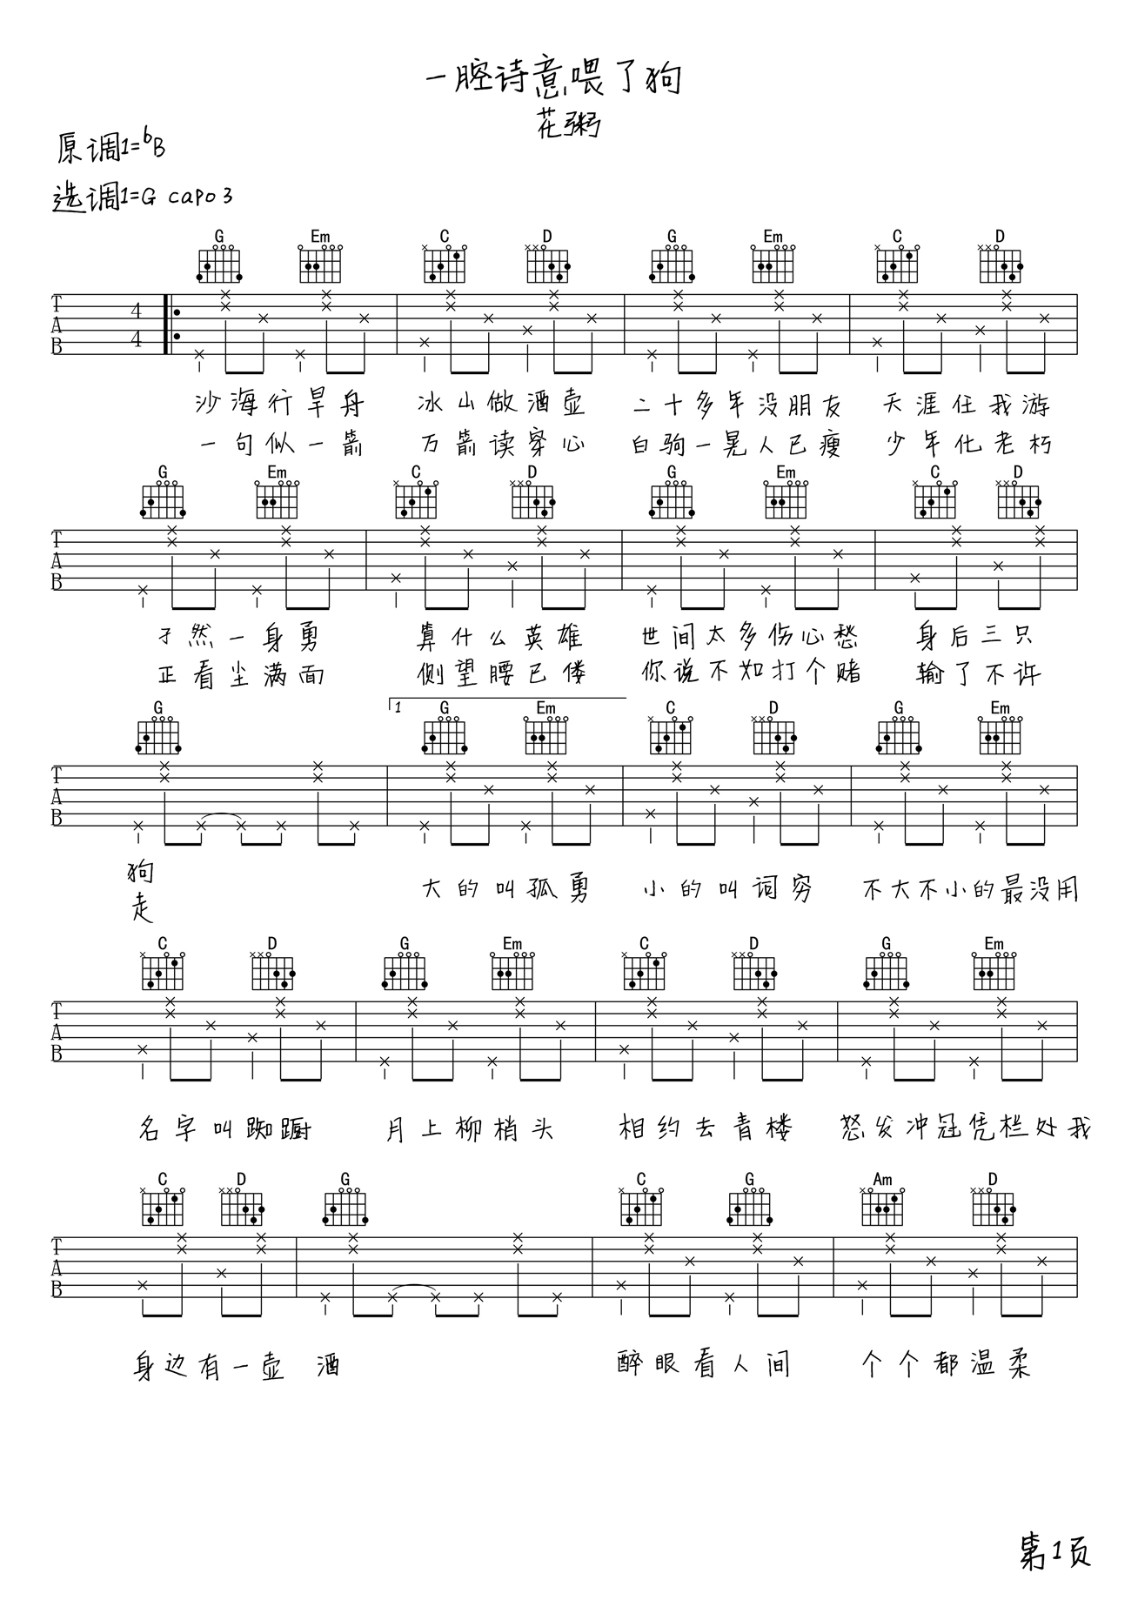 一腔诗意喂了狗
花粥
原调1=bB
选调1=G capo 3
G Em C D G Em C D
T A B 4 4
沙海行旱舟 冰山做酒壶 二十多年没朋友 天涯任我游
一句似一箭 万箭读穿心 白驹一晃人已瘦 少年化老朽
G Em C D G Em C D
T A B
孑然一身勇 算什么英雄 世间太多伤心愁 身后三只
正看尘满面 侧望腰已偻 你说不如打个赌 输了不许
1
G G Em C D G Em
T A B
狗 大的叫孤勇 小的叫词穷 不大不小的最没用
走
C D G Em C D G Em
T A B
名字叫踟蹰 月上柳梢头 相约去青楼 怒发冲冠凭栏处我
C D G C G Am D
T A B
身边有一壶 酒 醉眼看人间 个个都温柔
第1页